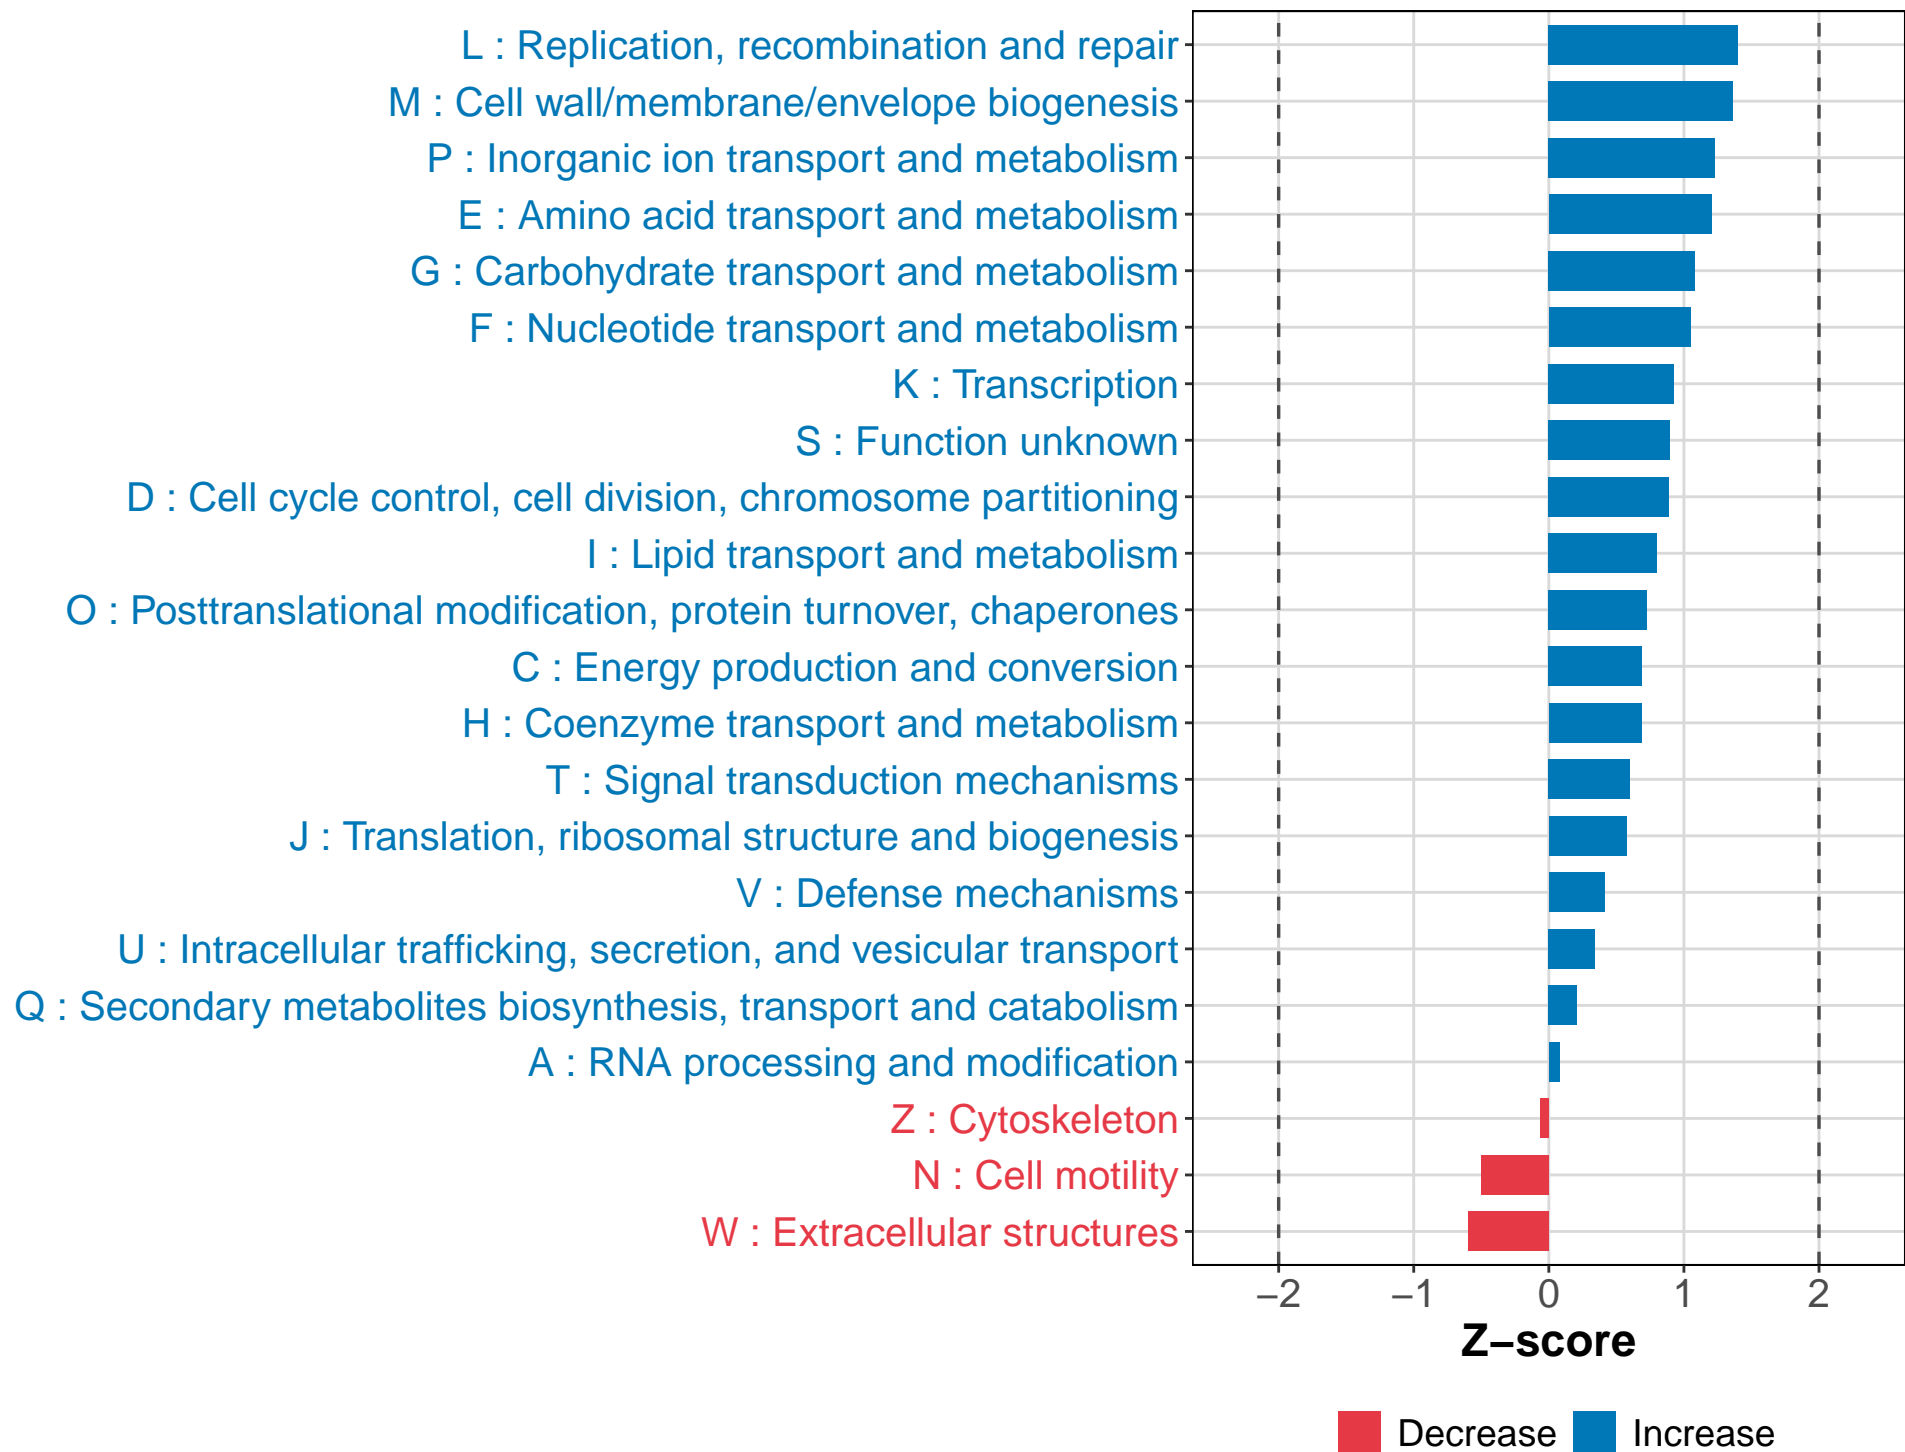 L : Replication, recombination and repair
M : Cell wall/membrane/envelope biogenesis
P : Inorganic ion transport and metabolism
E : Amino acid transport and metabolism
G : Carbohydrate transport and metabolism
F : Nucleotide transport and metabolism
K : Transcription
S : Function unknown
D : Cell cycle control, cell division, chromosome partitioning
I : Lipid transport and metabolism
O : Posttranslational modification, protein turnover, chaperones
C : Energy production and conversion
H : Coenzyme transport and metabolism
T : Signal transduction mechanisms
J : Translation, ribosomal structure and biogenesis
V : Defense mechanisms
U : Intracellular trafficking, secretion, and vesicular transport
Q : Secondary metabolites biosynthesis, transport and catabolism
A : RNA processing and modification
Z : Cytoskeleton
N : Cell motility
W : Extracellular structures
−2 −1 0 1 2
Z−score
Decrease Increase